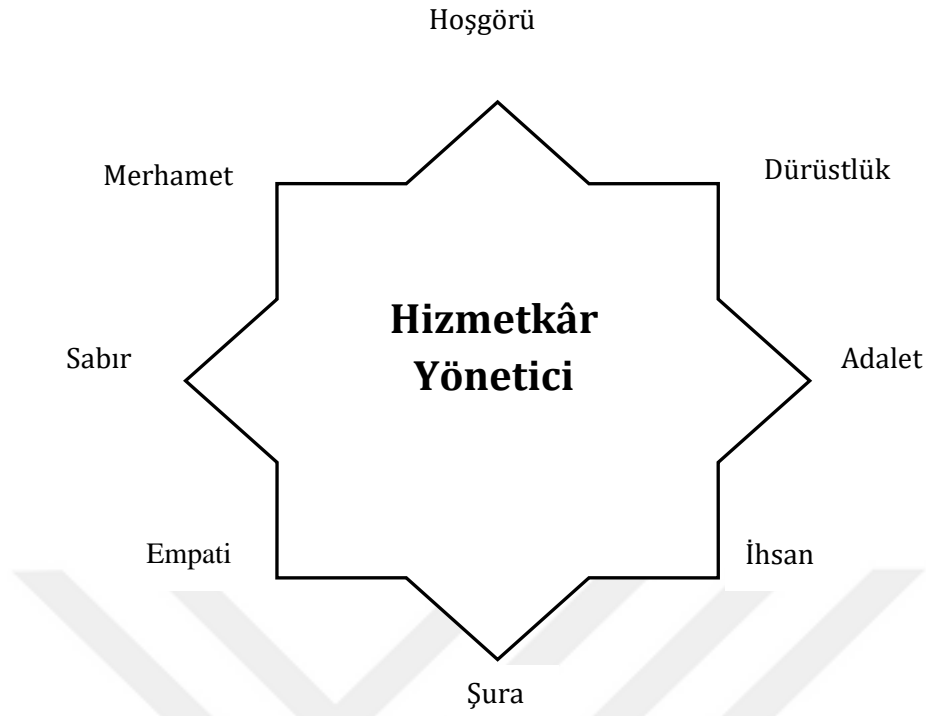 Hoşgörü
Merhamet
Dürüstlük
Hizmetkâr
Yönetici
Sabır
Adalet
Empati
İhsan
Şura